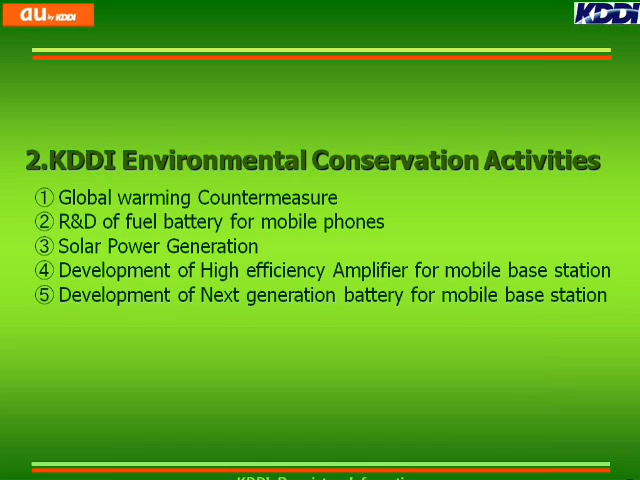 au by KDDI
KDDI
2.KDDI Environmental Conservation Activities
① Global warming Countermeasure
② R&D of fuel battery for mobile phones
③ Solar Power Generation
④ Development of High efficiency Amplifier for mobile base station
⑤ Development of Next generation battery for mobile base station